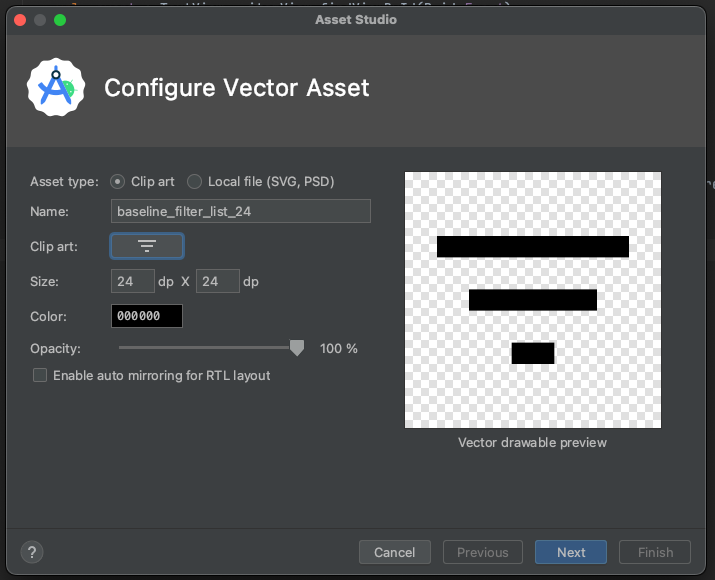 Asset Studio
Configure Vector Asset
Asset type: Clip art Local file (SVG, PSD)
Name: baseline_filter_list_24
Clip art:
Size: 24 dp X 24 dp
Color: 000000
Opacity: 100 %
Enable auto mirroring for RTL layout
Vector drawable preview
? Cancel Previous Next Finish